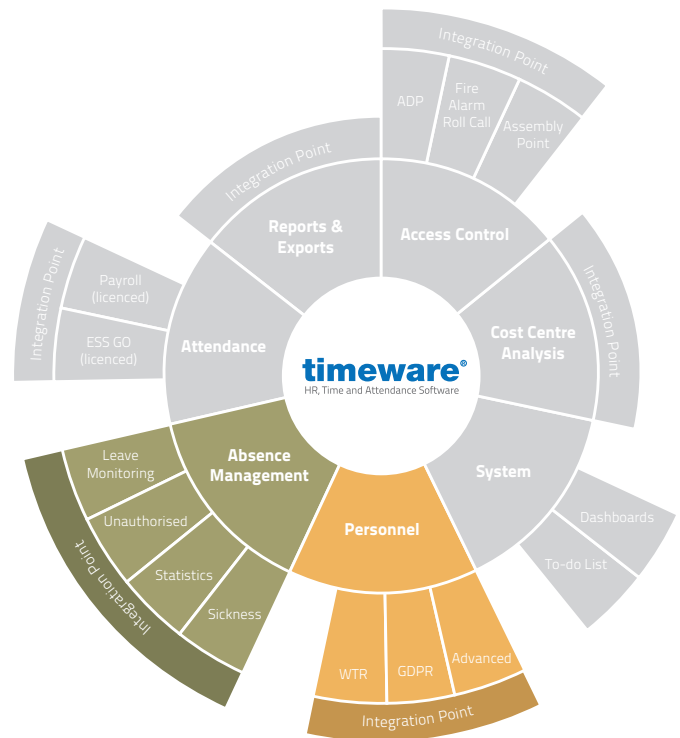 Integration Point
ADP
Fire
Alarm
Roll Call
Assembly
Point
Integration Point
Reports &
Exports
Access Control
Integration Point
Payroll
(licenced)
ESS GO
(licenced)
Integration Point
Attendance
Cost Centre
Analysis
timeware®
HR, Time and Attendance Software
Absence
Management
System
Leave
Monitoring
Unauthorised
Statistics
Sickness
Integration Point
Personnel
Dashboards
To-do List
WTR
GDPR
Advanced
Integration Point